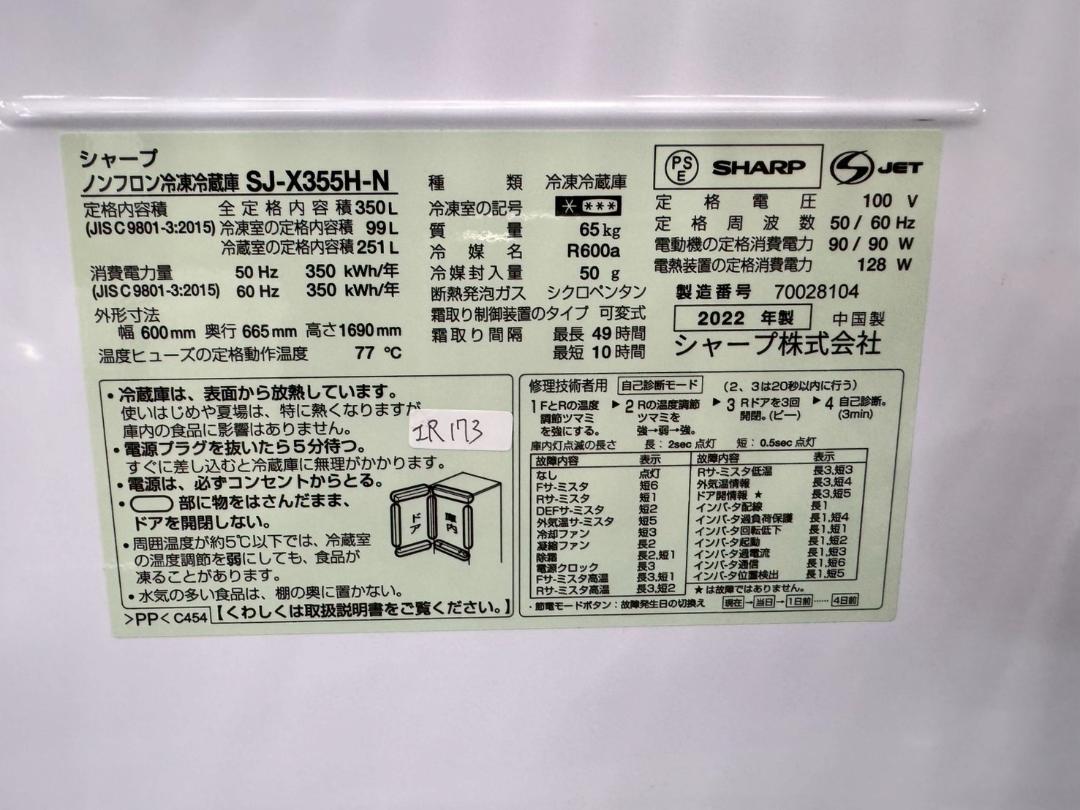 シャープ
ノンフロン冷凍冷蔵庫 SJ-X355H-N
定格内容積 全定格内容積 350L
(JIS C 9801-3:2015) 冷凍室の定格内容積 99L
冷蔵室の定格内容積 251L
消費電力量 50 Hz 350 kWh/年
(JIS C 9801-3:2015) 60 Hz 350 kWh/年
外形寸法
幅 600mm 奥行 665mm 高さ 1690mm
温度ヒューズの定格動作温度 77 ℃
種類 冷凍冷蔵庫
冷凍室の記号 * ***
質量 65kg
冷媒名 R600a
冷媒封入量 50 g
断熱発泡ガス シクロペンタン
霜取り制御装置のタイプ 可変式
霜取り間隔 最長 49 時間
最短 10 時間
PS E SHARP S JET
定格電圧 100 V
定格周波数 50 / 60 Hz
電動機の定格消費電力 90 / 90 W
電熱装置の定格消費電力 128 W
製造番号 70028104
2022 年製 中国製
シャープ株式会社
・冷蔵庫は、表面から放熱しています。
使いはじめや夏場は、特に熱くなりますが
庫内の食品に影響はありません。
・電源プラグを抜いたら5分待つ。
すぐに差し込むと冷蔵庫に無理がかかります。
・電源は、必ずコンセントからとる。
・ 部に物をはさんだまま、
ドアを開閉しない。
・周囲温度が約5℃以下では、冷蔵室
の温度調節を弱にしても、食品が
凍ることがあります。
・水気の多い食品は、棚の奥に置かない。
>PP< C454 【くわしくは取扱説明書をご覧ください。】
ドア
庫内
IR173
修理技術者用 自己診断モード (2、3は20秒以内に行う)
1 FとRの温度調節ツマミを強にする。 ▶ 2 Rの温度調節ツマミを強→弱→強。 ▶ 3 Rドアを3回開閉。(ピー) ▶ 4 自己診断。(3min)
庫内灯点滅の長さ 長：2sec 点灯 短：0.5sec 点灯
故障内容 表示
なし 点灯
Fサーミスタ 短6
Rサーミスタ 短1
DEFサーミスタ 短2
外気温サーミスタ 短5
冷却ファン 短3
凝縮ファン 長2
除霜 長2,短1
電源クロック 長3
Fサーミスタ高温 長3,短1
Rサーミスタ高温 長3,短2
故障内容 表示
Rサーミスタ低温 長3,短3
外気温情報 長3,短4
ドア開情報 ★ 長3,短5
インバータ配線 長1
インバータ過負荷保護 長1,短4
インバータ回転低下 長1,短1
インバータ起動 長1,短2
インバータ過電流 長1,短3
インバータ通信 長1,短6
インバータ位置検出 長1,短5
★は故障ではありません。
・節電モードボタン：故障発生日の切換え 現在→当日→1日前……4日前